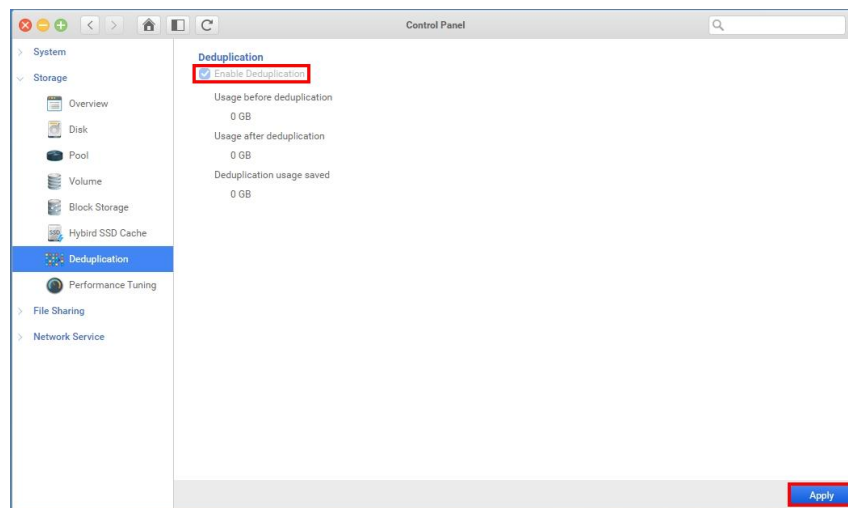 Control Panel
System
Storage
Overview
Disk
Pool
Volume
Block Storage
Hybird SSD Cache
Deduplication
Performance Tuning
File Sharing
Network Service
Deduplication
Enable Deduplication
Usage before deduplication
0 GB
Usage after deduplication
0 GB
Deduplication usage saved
0 GB
Apply